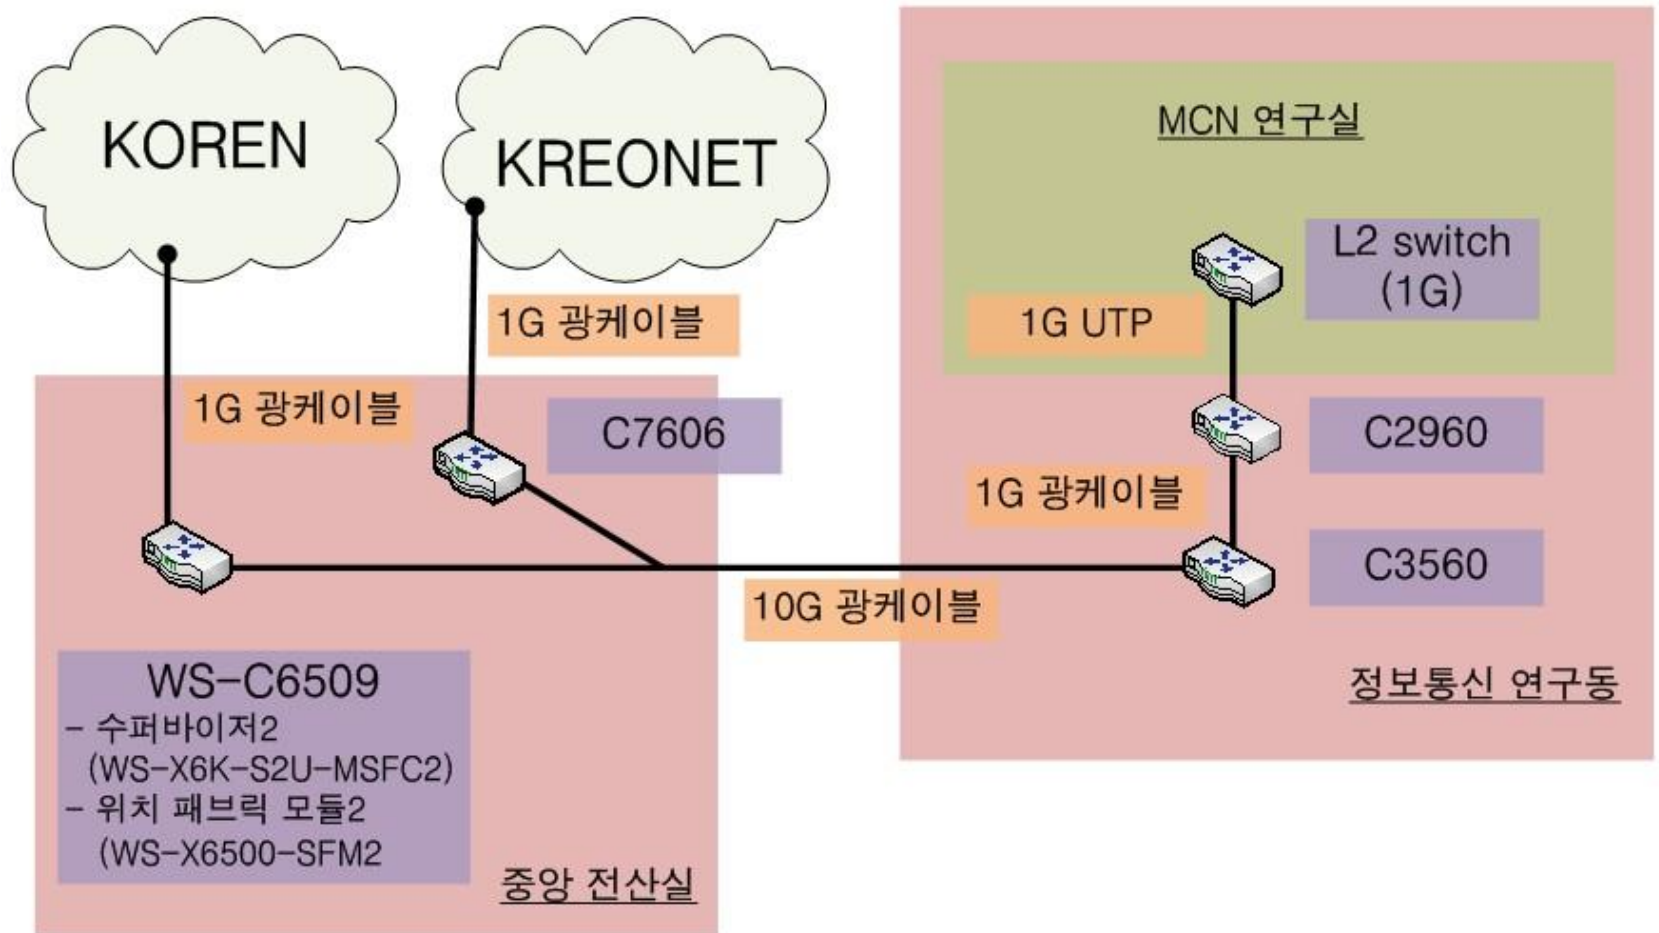 KOREN
KREONET
MCN 연구실
L2 switch
(1G)
1G 광케이블
1G UTP
1G 광케이블
C7606
C2960
1G 광케이블
C3560
10G 광케이블
WS-C6509
- 수퍼바이저2
(WS-X6K-S2U-MSFC2)
- 위치 패브릭 모듈2
(WS-X6500-SFM2
중앙 전산실
정보통신 연구동